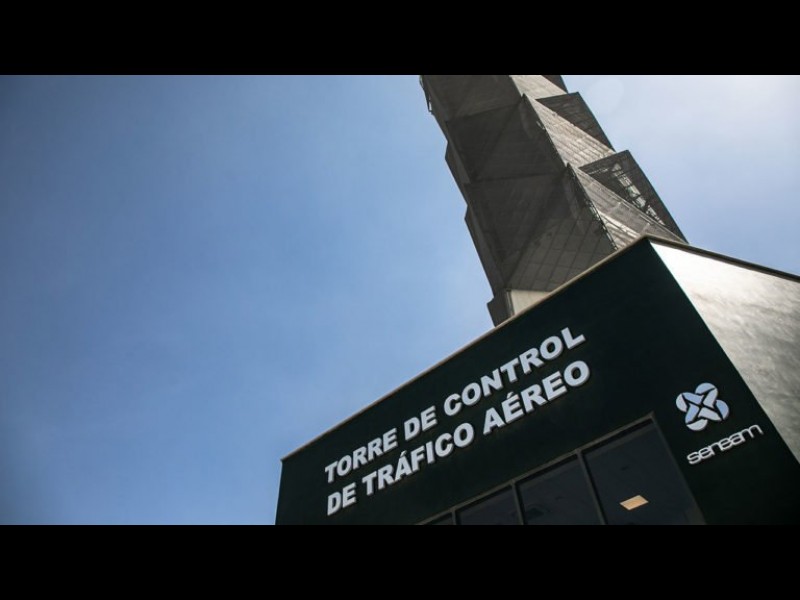 TORRE DE CONTROL
DE TRÁFICO AÉREO
seneam